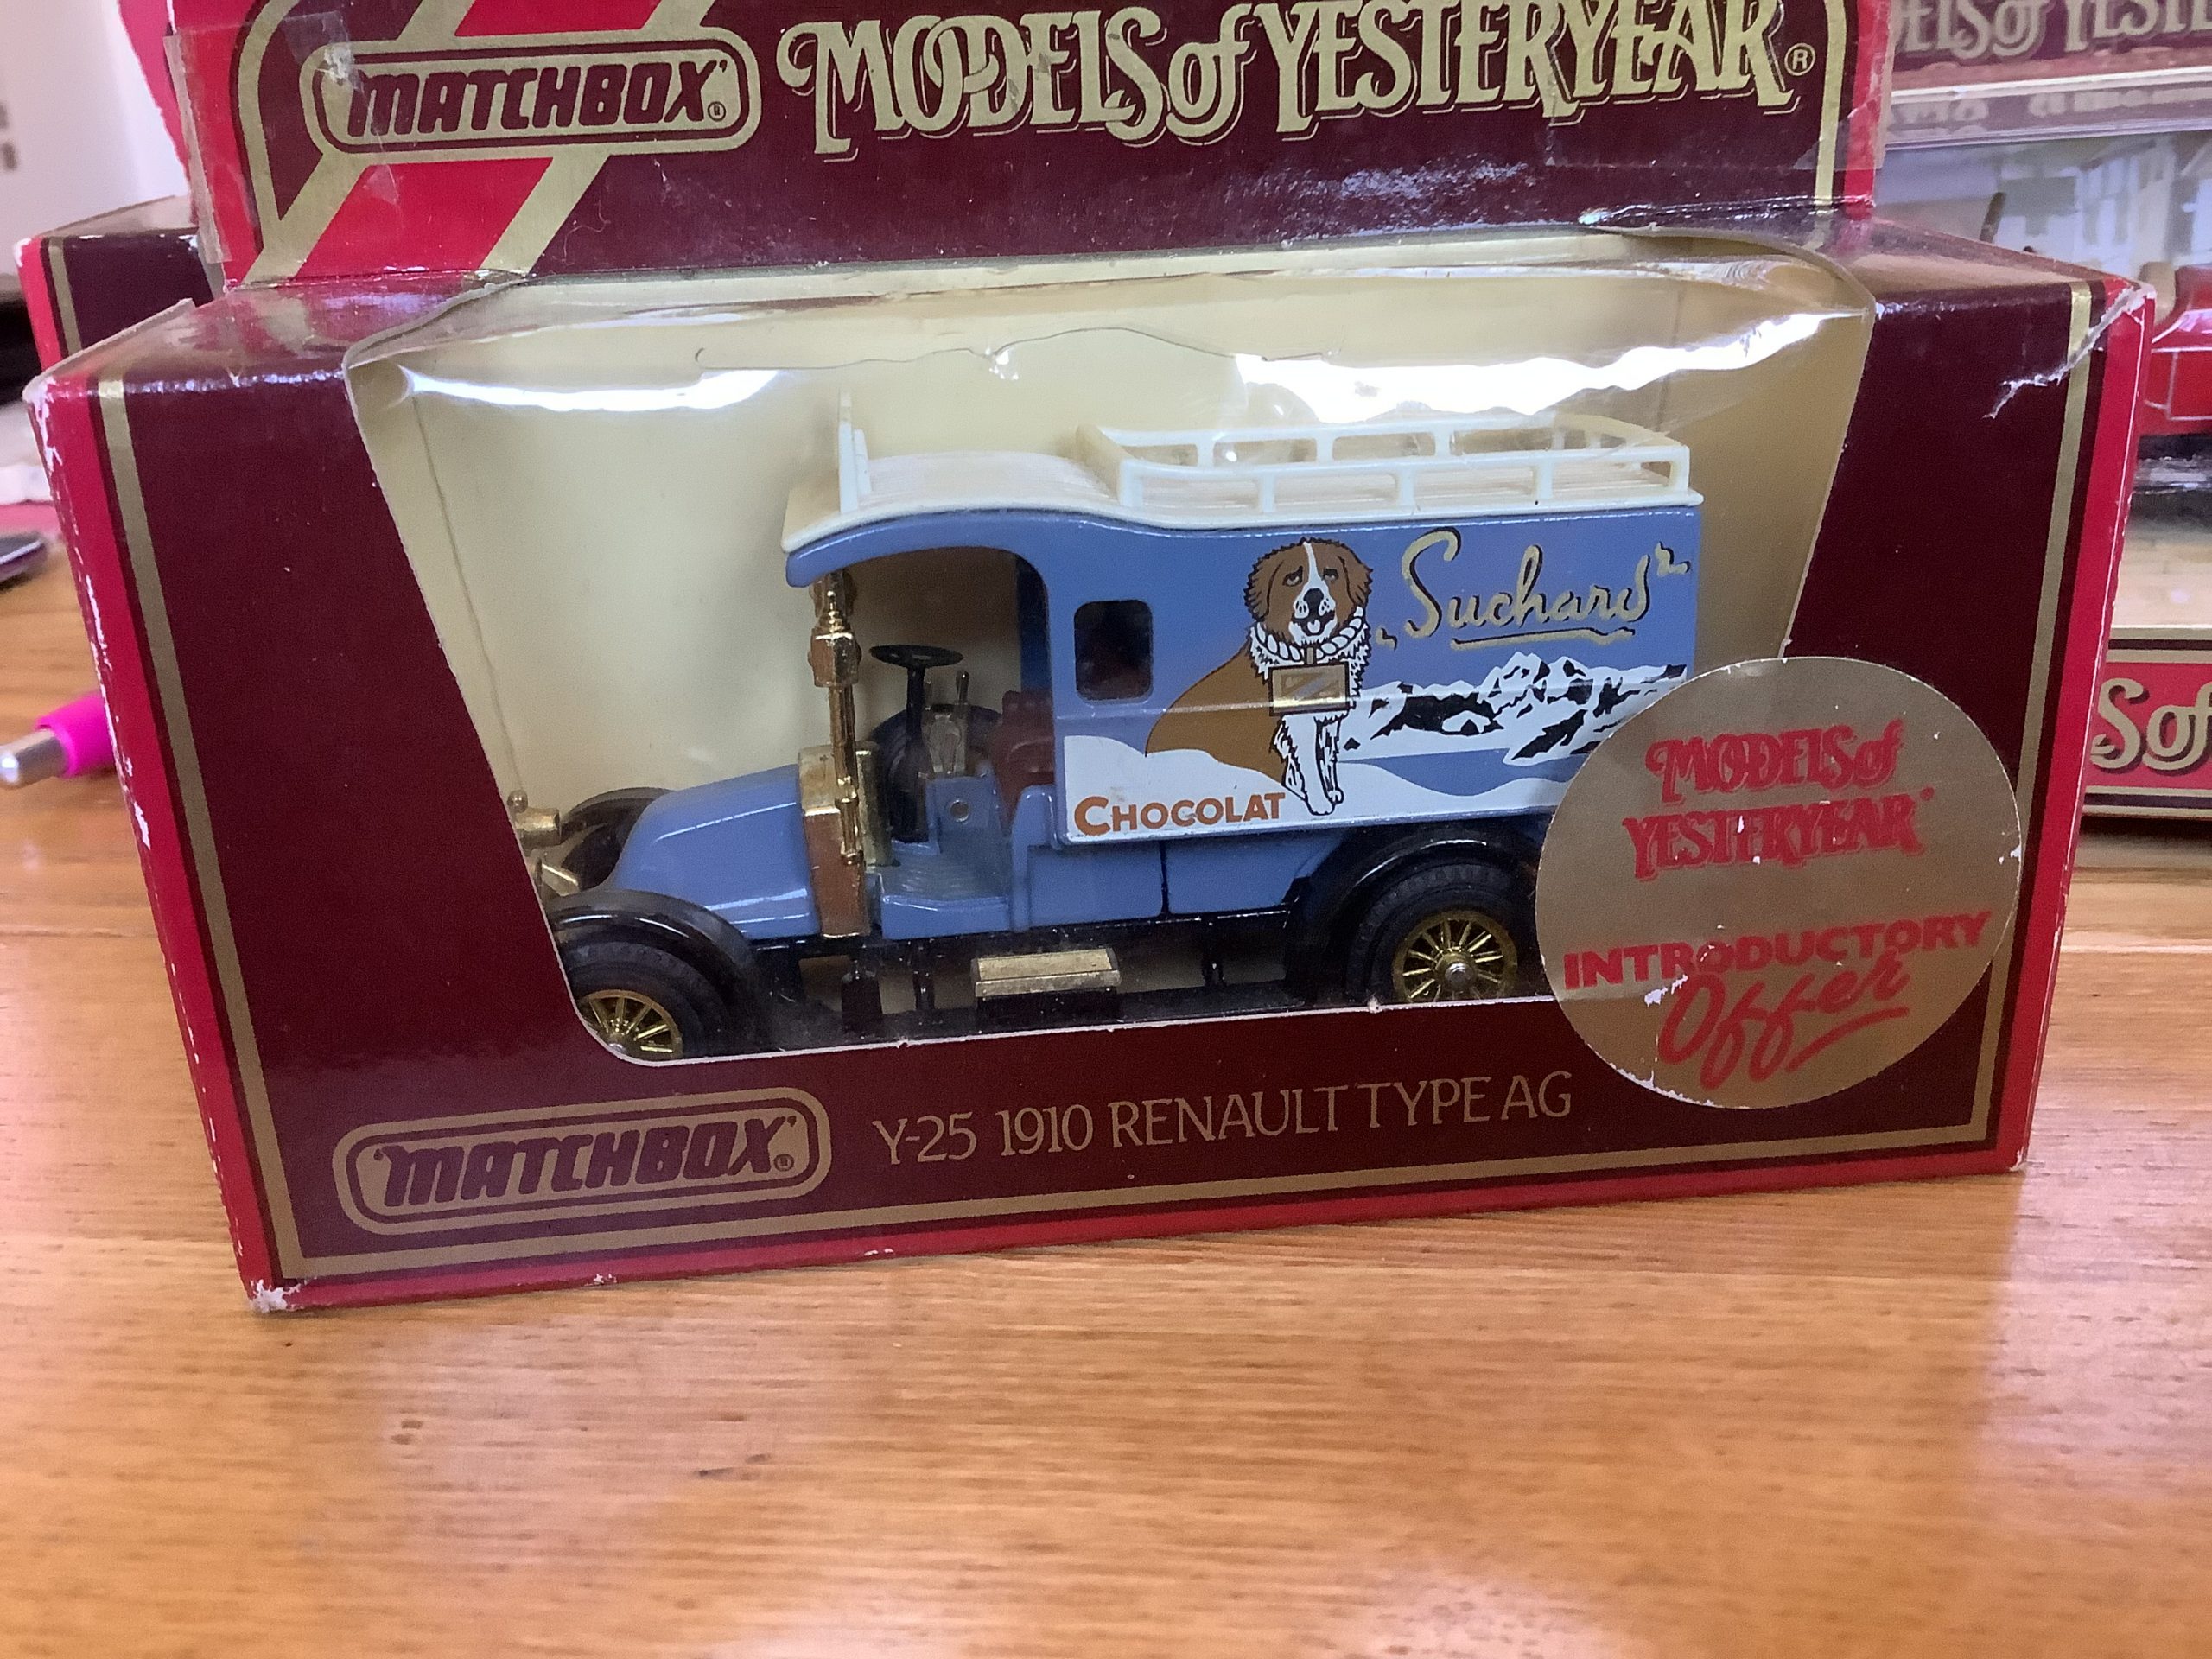 MATCHBOX®
MODELS of YESTERYEAR®
Suchard
CHOCOLAT
MODELS of
YESTERYEAR
INTRODUCTORY
Offer
MATCHBOX®
Y-25 1910 RENAULT TYPE AG